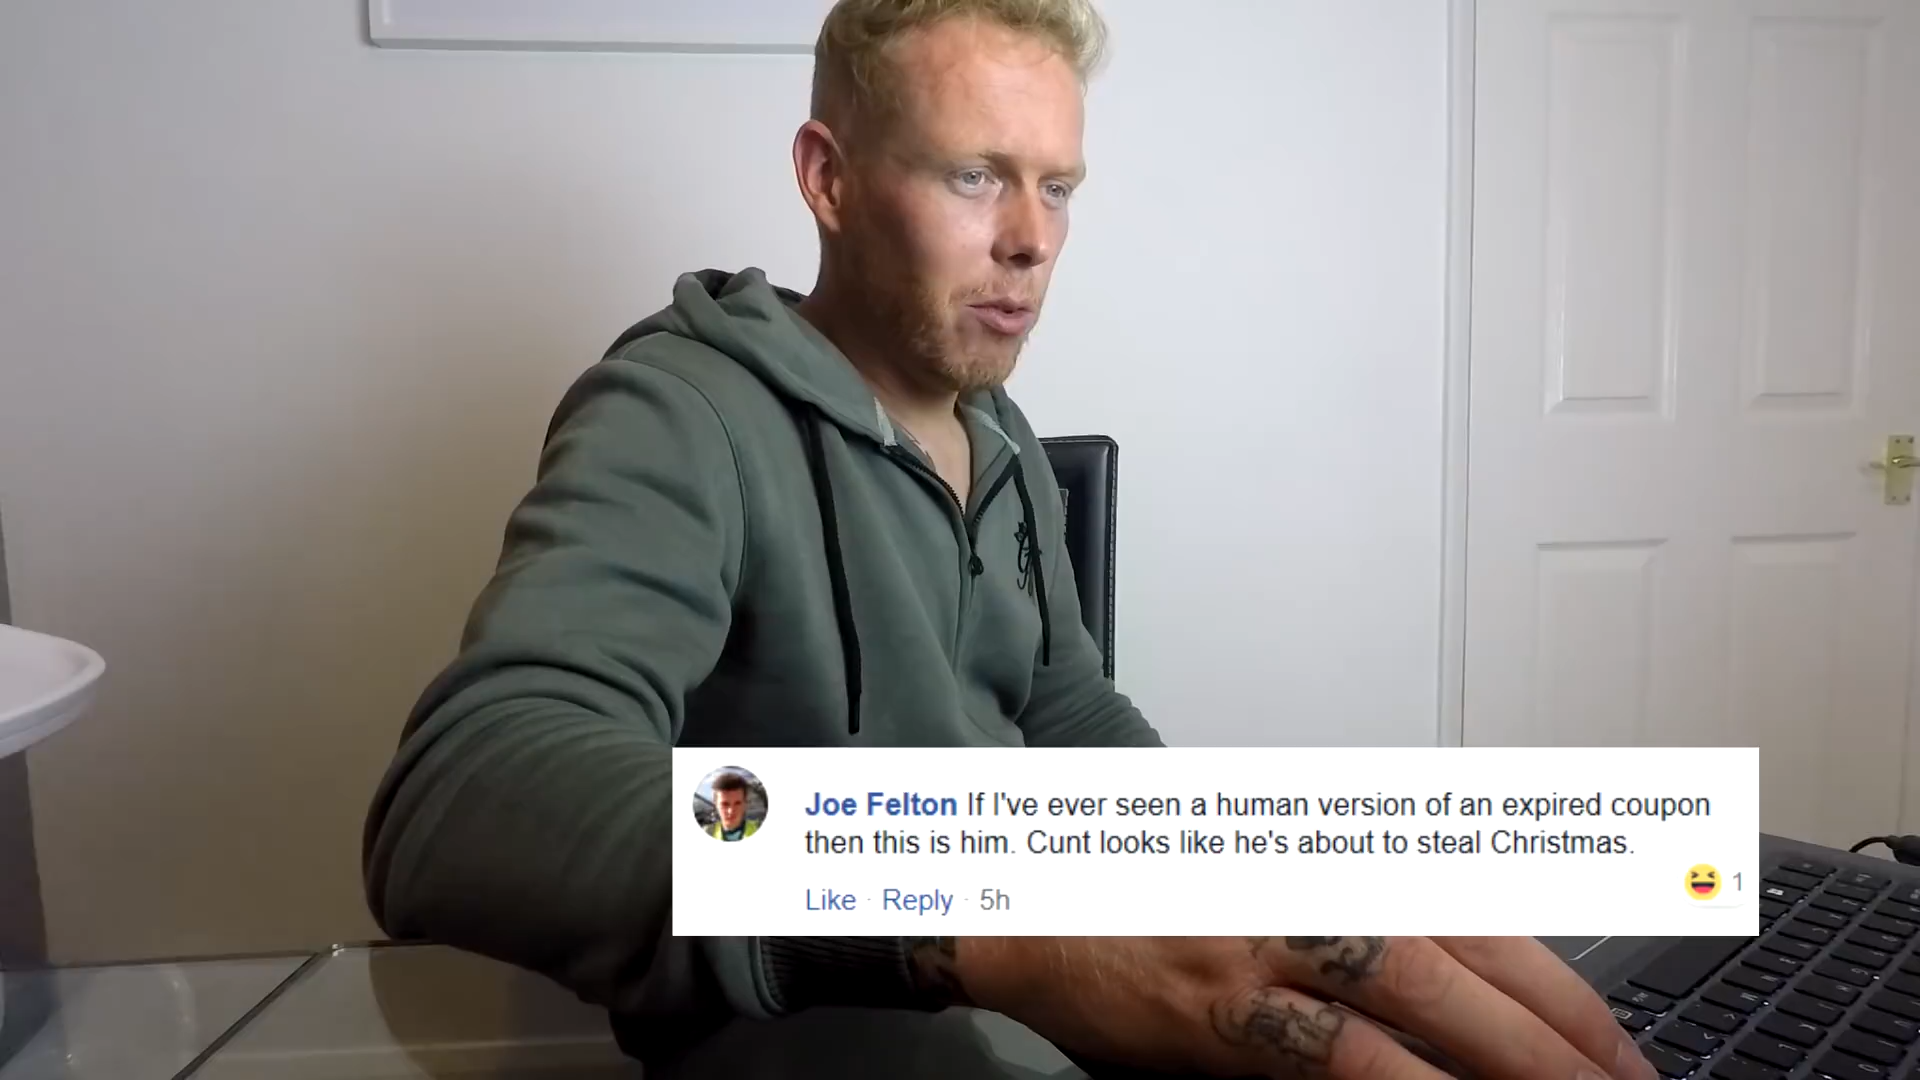 Joe Felton If I've ever seen a human version of an expired coupon
then this is him. Cunt looks like he's about to steal Christmas.
1
Like · Reply · 5h